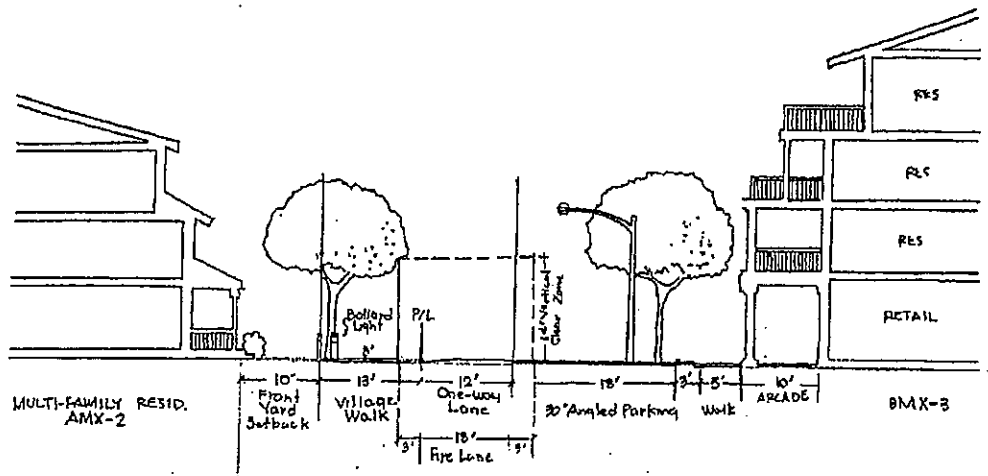 RES
RES
RES
RETAIL
Bollard
Light
P/L
Vertical
Clear Zone
3'
10'
Front
Yard
Setback
13'
Village
Walk
12'
One-way
Lane
18'
30° Angled Parking
3'
5'
Walk
10'
ARCADE
MULTI-FAMILY RESID.
AMX-2
BMX-3
3'
18'
3'
Fire Lane